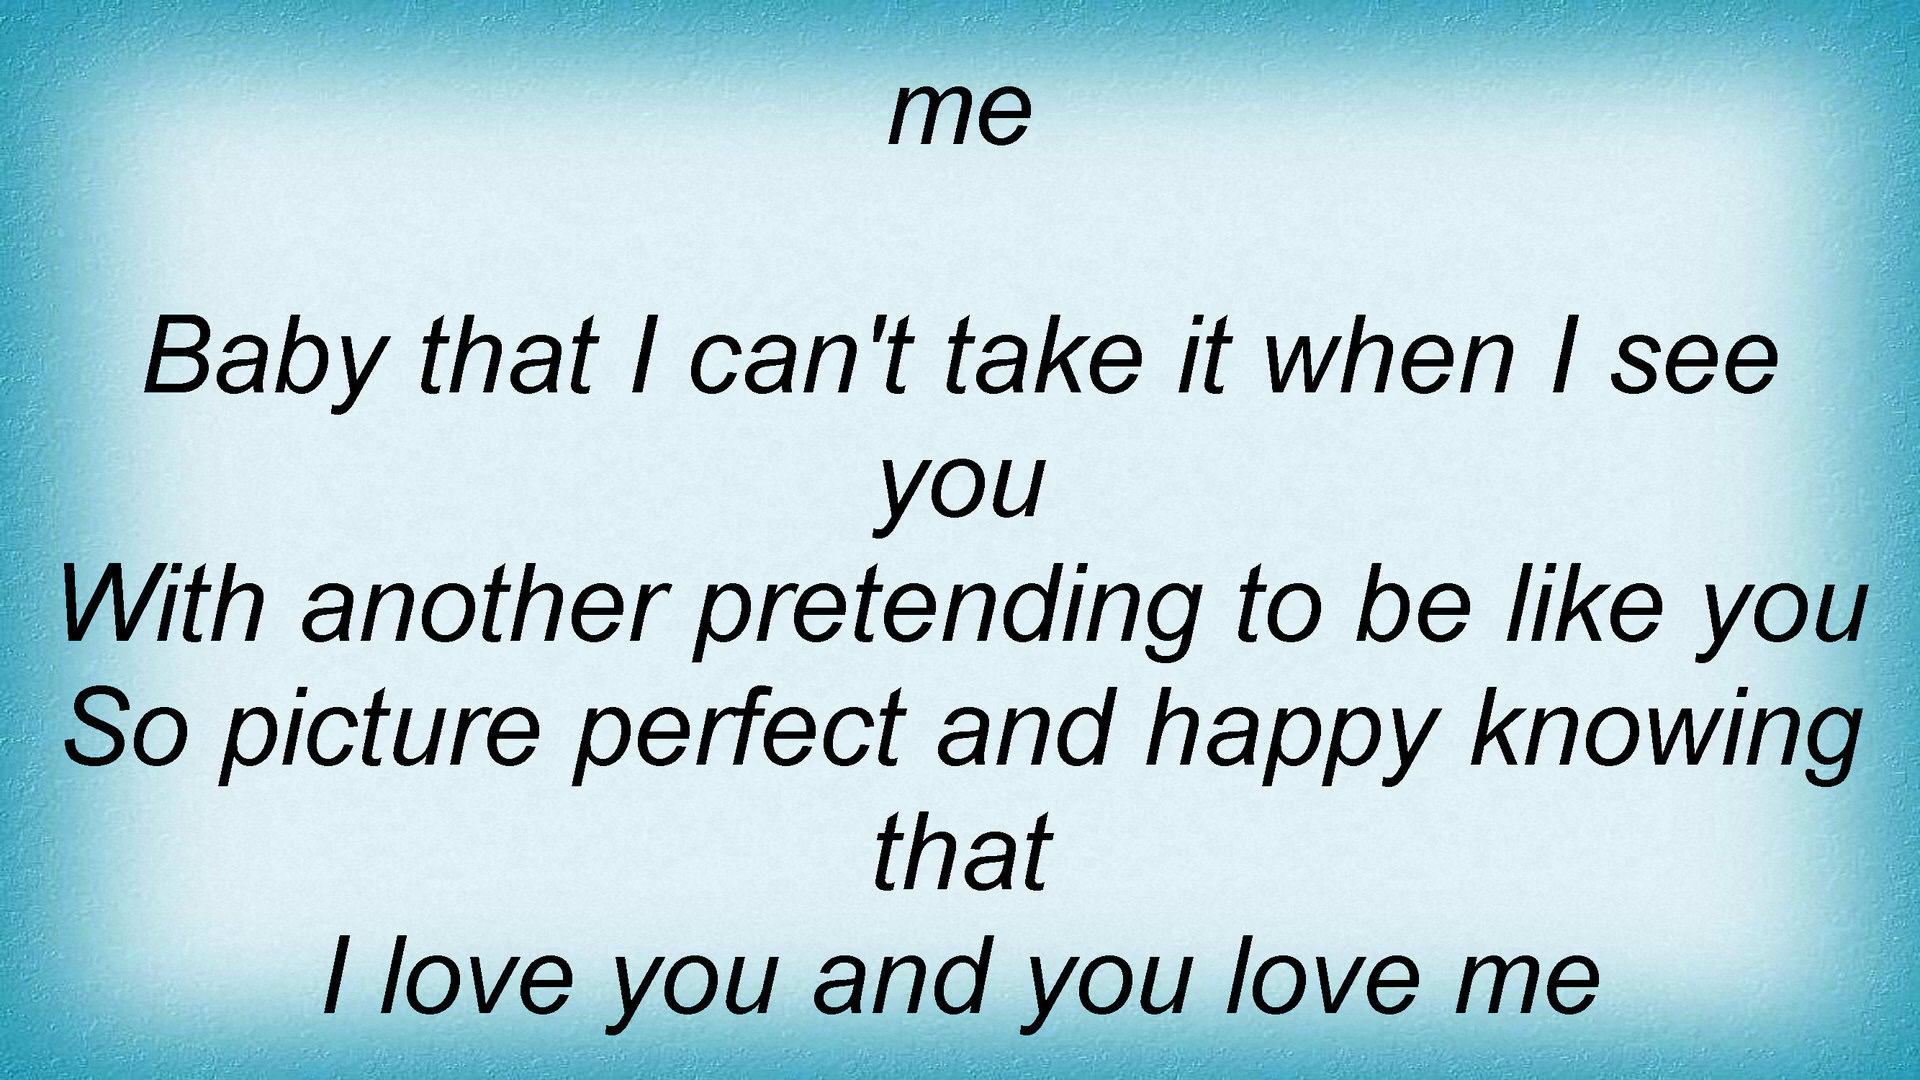 me
Baby that I can't take it when I see
you
With another pretending to be like you
So picture perfect and happy knowing
that
I love you and you love me